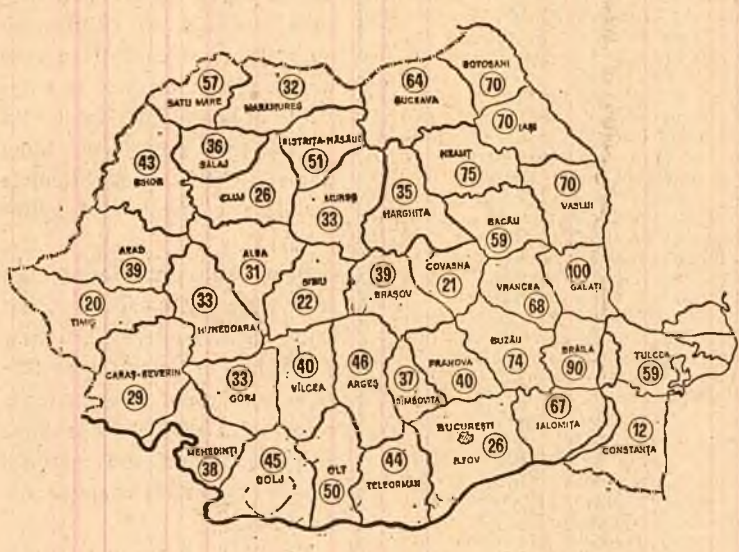 57
SATU MARE
32
MARAMUREȘ
64
SUCEAVA
BOTOȘANI
70
70 IAȘI
43
BIHOR
36
SĂLAJ
BISTRIȚA-NĂSĂUD
51
CLUJ 26
MUREȘ
33
35
HARGHITA
NEAMȚ
75
70
VASLUI
BACĂU
59
ARAD
39
ALBA
31
SIBIU
22
39
BRAȘOV
COVASNA
21
VRANCEA
68
100
GALAȚI
20
TIMIȘ
33
HUNEDOARA
CARAȘ-SEVERIN
29
33
GORJ
40
VÎLCEA
46
ARGEȘ
37
DÎMBOVIȚA
PRAHOVA
40
BUZĂU
74
BRĂILA
90
TULCEA
59
MEHEDINȚI
38
45
DOLJ
OLT
50
44
TELEORMAN
BUCUREȘTI
26
ILFOV
67
IALOMIȚA
12
CONSTANȚA